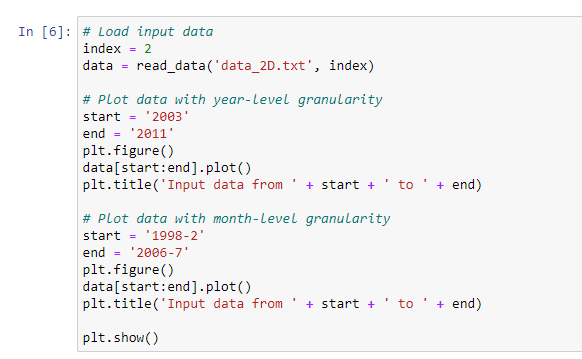 In [6]: # Load input data
index = 2
data = read_data('data_2D.txt', index)
# Plot data with year-level granularity
start = '2003'
end = '2011'
plt.figure()
data[start:end].plot()
plt.title('Input data from ' + start + ' to ' + end)
# Plot data with month-level granularity
start = '1998-2'
end = '2006-7'
plt.figure()
data[start:end].plot()
plt.title('Input data from ' + start + ' to ' + end)
plt.show()